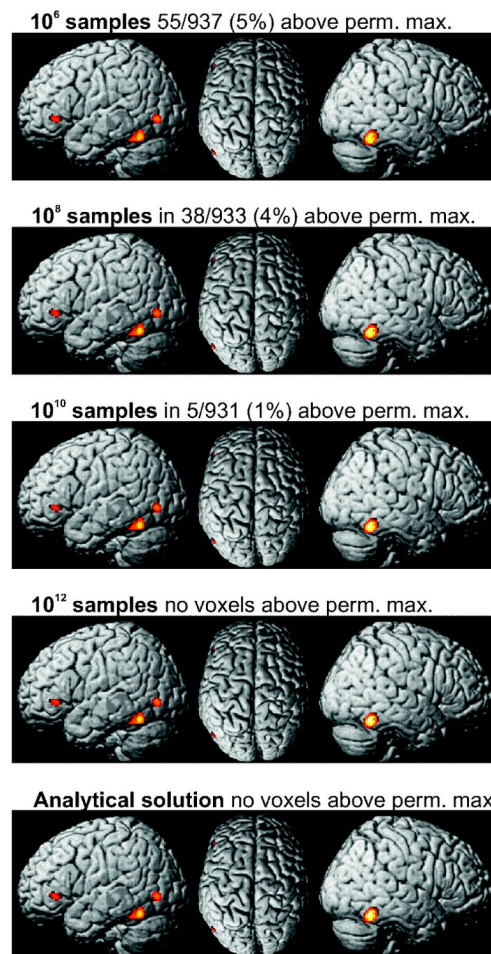 10⁶ samples 55/937 (5%) above perm. max.
10⁸ samples in 38/933 (4%) above perm. max.
10¹⁰ samples in 5/931 (1%) above perm. max.
10¹² samples no voxels above perm. max.
Analytical solution no voxels above perm. max